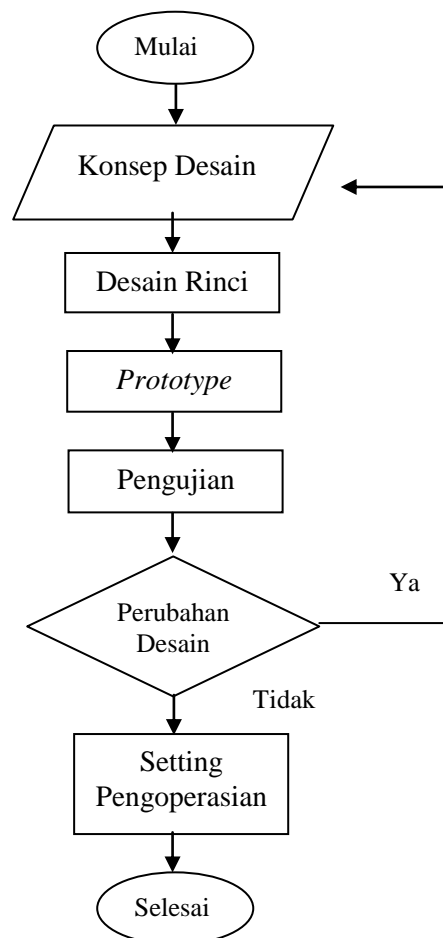 Mulai
Konsep Desain
Desain Rinci
Prototype
Pengujian
Ya
Perubahan
Desain
Tidak
Setting
Pengoperasian
Selesai